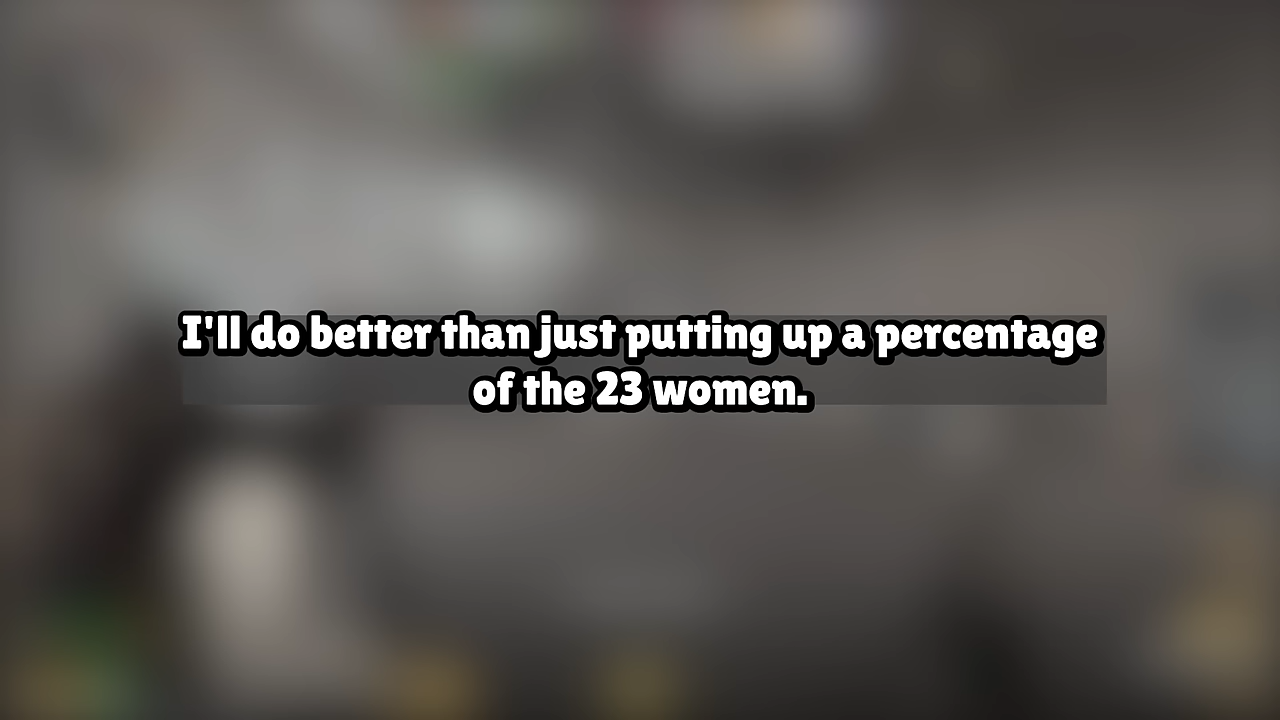 I'll do better than just putting up a percentage
of the 23 women.